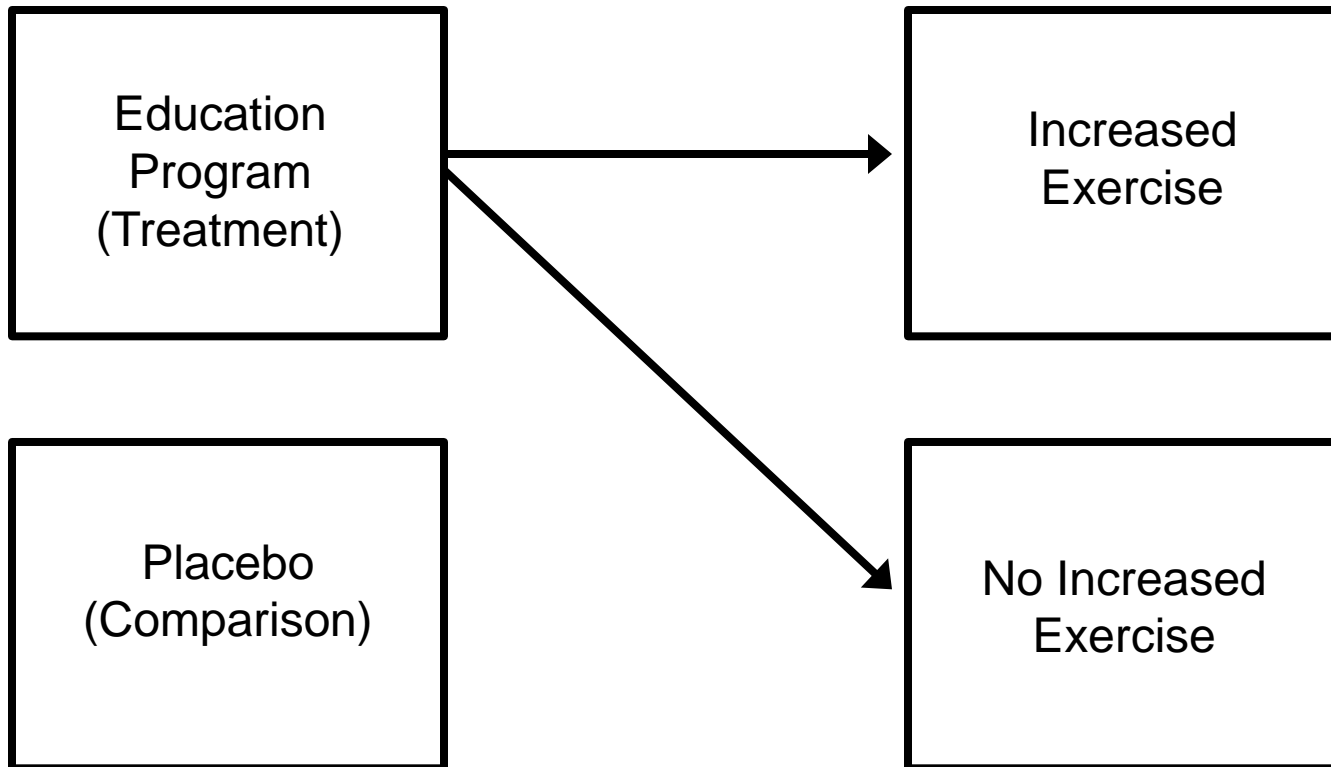 Education
Program
(Treatment)
Increased
Exercise
Placebo
(Comparison)
No Increased
Exercise